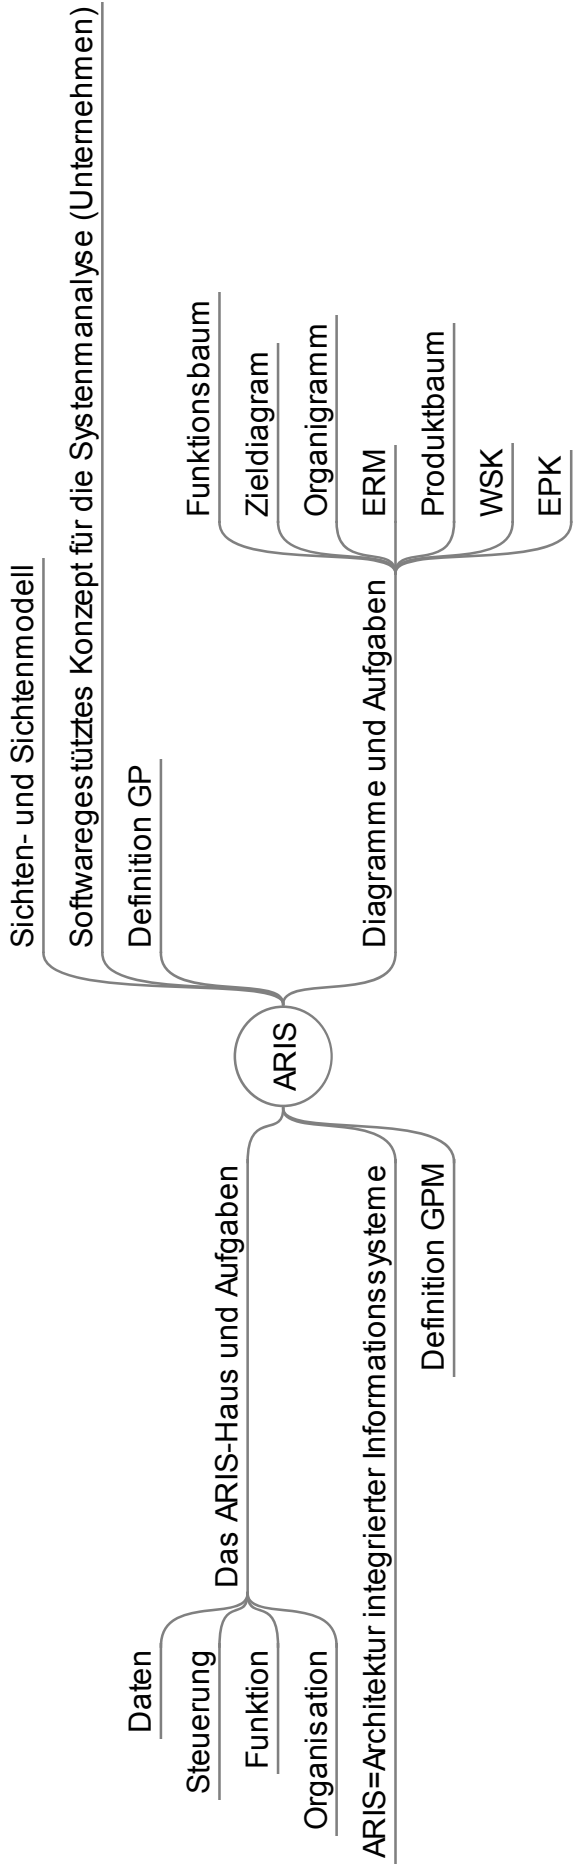 Sichten- und Sichtenmodell
Softwaregestütztes Konzept für die Systenmanalyse (Unternehmen)
Definition GP
Diagramme und Aufgaben
Funktionsbaum
Zieldiagram
Organigramm
ERM
Produktbaum
WSK
EPK
ARIS
Das ARIS-Haus und Aufgaben
Daten
Steuerung
Funktion
Organisation
ARIS=Architektur integrierter Informationssysteme
Definition GPM